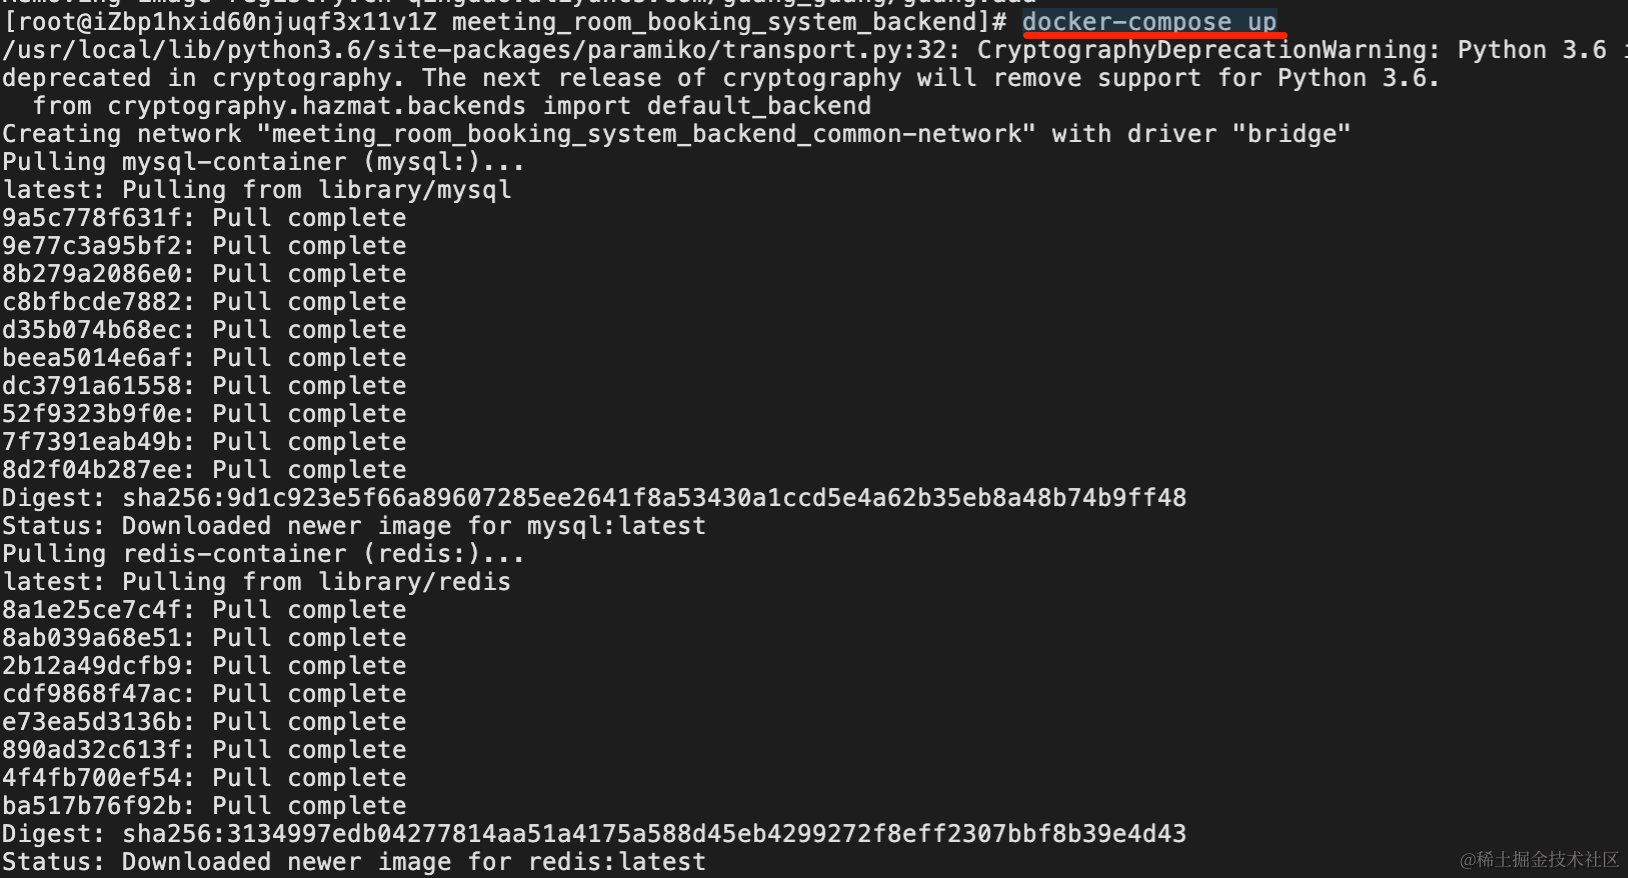 [root@iZbp1hxid60njuqf3x11v1Z meeting_room_booking_system_backend]# docker-compose up
/usr/local/lib/python3.6/site-packages/paramiko/transport.py:32: CryptographyDeprecationWarning: Python 3.6
deprecated in cryptography. The next release of cryptography will remove support for Python 3.6.
  from cryptography.hazmat.backends import default_backend
Creating network "meeting_room_booking_system_backend_common-network" with driver "bridge"
Pulling mysql-container (mysql:)...
latest: Pulling from library/mysql
9a5c778f631f: Pull complete
9e77c3a95bf2: Pull complete
8b279a2086e0: Pull complete
c8bfbcde7882: Pull complete
d35b074b68ec: Pull complete
beea5014e6af: Pull complete
dc3791a61558: Pull complete
52f9323b9f0e: Pull complete
7f7391eab49b: Pull complete
8d2f04b287ee: Pull complete
Digest: sha256:9d1c923e5f66a89607285ee2641f8a53430a1ccd5e4a62b35eb8a48b74b9ff48
Status: Downloaded newer image for mysql:latest
Pulling redis-container (redis:)...
latest: Pulling from library/redis
8a1e25ce7c4f: Pull complete
8ab039a68e51: Pull complete
2b12a49dcfb9: Pull complete
cdf9868f47ac: Pull complete
e73ea5d3136b: Pull complete
890ad32c613f: Pull complete
4f4fb700ef54: Pull complete
ba517b76f92b: Pull complete
Digest: sha256:3134997edb04277814aa51a4175a588d45eb4299272f8eff2307bbf8b39e4d43
Status: Downloaded newer image for redis:latest
@稀土掘金技术社区